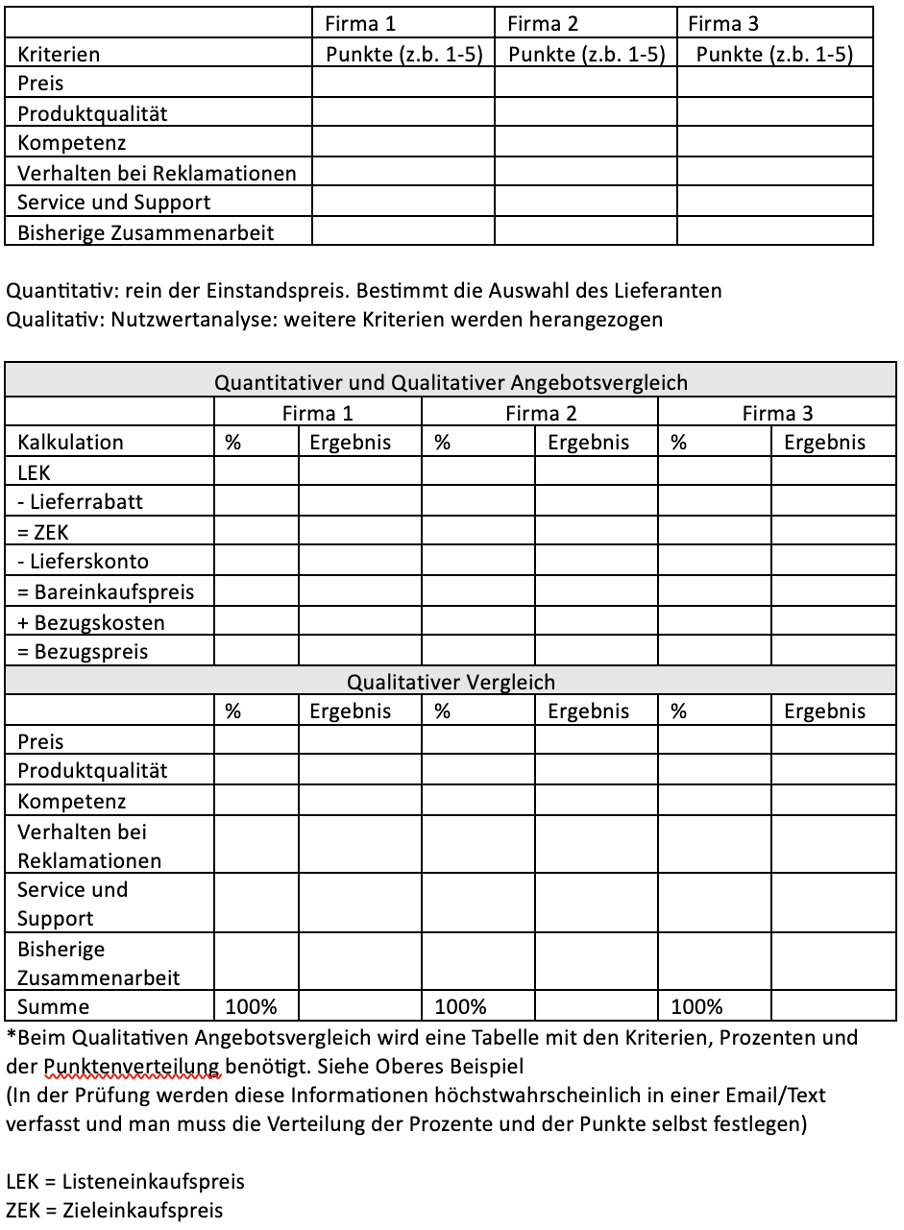 Firma 1 Firma 2 Firma 3
Kriterien Punkte (z.b. 1-5) Punkte (z.b. 1-5) Punkte (z.b. 1-5)
Preis
Produktqualität
Kompetenz
Verhalten bei Reklamationen
Service und Support
Bisherige Zusammenarbeit
Quantitativ: rein der Einstandspreis. Bestimmt die Auswahl des Lieferanten
Qualitativ: Nutzwertanalyse: weitere Kriterien werden herangezogen
Quantitativer und Qualitativer Angebotsvergleich
Firma 1 Firma 2 Firma 3
Kalkulation % Ergebnis % Ergebnis % Ergebnis
LEK
- Lieferrabatt
= ZEK
- Lieferskonto
= Bareinkaufspreis
+ Bezugskosten
= Bezugspreis
Qualitativer Vergleich
% Ergebnis % Ergebnis % Ergebnis
Preis
Produktqualität
Kompetenz
Verhalten bei
Reklamationen
Service und
Support
Bisherige
Zusammenarbeit
Summe 100% 100% 100%
*Beim Qualitativen Angebotsvergleich wird eine Tabelle mit den Kriterien, Prozenten und
der Punktenverteilung benötigt. Siehe Oberes Beispiel
(In der Prüfung werden diese Informationen höchstwahrscheinlich in einer Email/Text
verfasst und man muss die Verteilung der Prozente und der Punkte selbst festlegen)
LEK = Listeneinkaufspreis
ZEK = Zieleinkaufspreis